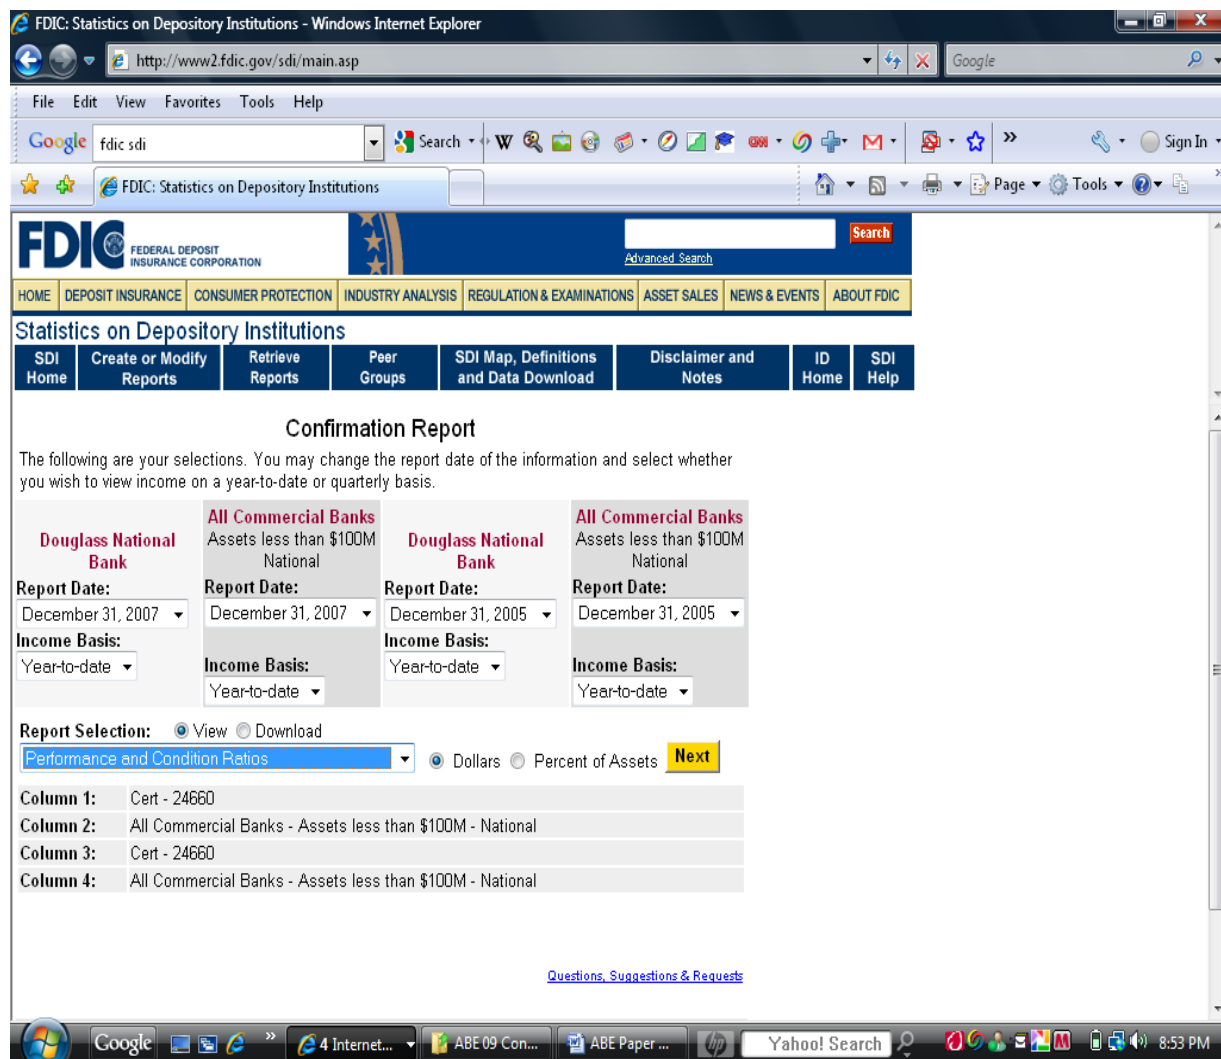 FDIC: Statistics on Depository Institutions - Windows Internet Explorer
http://www2.fdic.gov/sdi/main.asp
Google
File Edit View Favorites Tools Help
Google fdic sdi Search W CNN M » Sign In
FDIC: Statistics on Depository Institutions Page Tools »
FDIC FEDERAL DEPOSIT
INSURANCE CORPORATION
Search
Advanced Search
HOME DEPOSIT INSURANCE CONSUMER PROTECTION INDUSTRY ANALYSIS REGULATION & EXAMINATIONS ASSET SALES NEWS & EVENTS ABOUT FDIC
Statistics on Depository Institutions
SDI Home Create or Modify Reports Retrieve Reports Peer Groups SDI Map, Definitions and Data Download Disclaimer and Notes ID Home SDI Help
Confirmation Report
The following are your selections. You may change the report date of the information and select whether
you wish to view income on a year-to-date or quarterly basis.
Douglass National
Bank
Report Date:
December 31, 2007
Income Basis:
Year-to-date
All Commercial Banks
Assets less than $100M
National
Report Date:
December 31, 2007
Income Basis:
Year-to-date
Douglass National
Bank
Report Date:
December 31, 2005
Income Basis:
Year-to-date
All Commercial Banks
Assets less than $100M
National
Report Date:
December 31, 2005
Income Basis:
Year-to-date
Report Selection: View Download
Performance and Condition Ratios Dollars Percent of Assets Next
Column 1: Cert - 24660
Column 2: All Commercial Banks - Assets less than $100M - National
Column 3: Cert - 24660
Column 4: All Commercial Banks - Assets less than $100M - National
Questions, Suggestions & Requests
Google » 4 Internet... ABE 09 Con... ABE Paper ... hp Yahoo! Search 8:53 PM